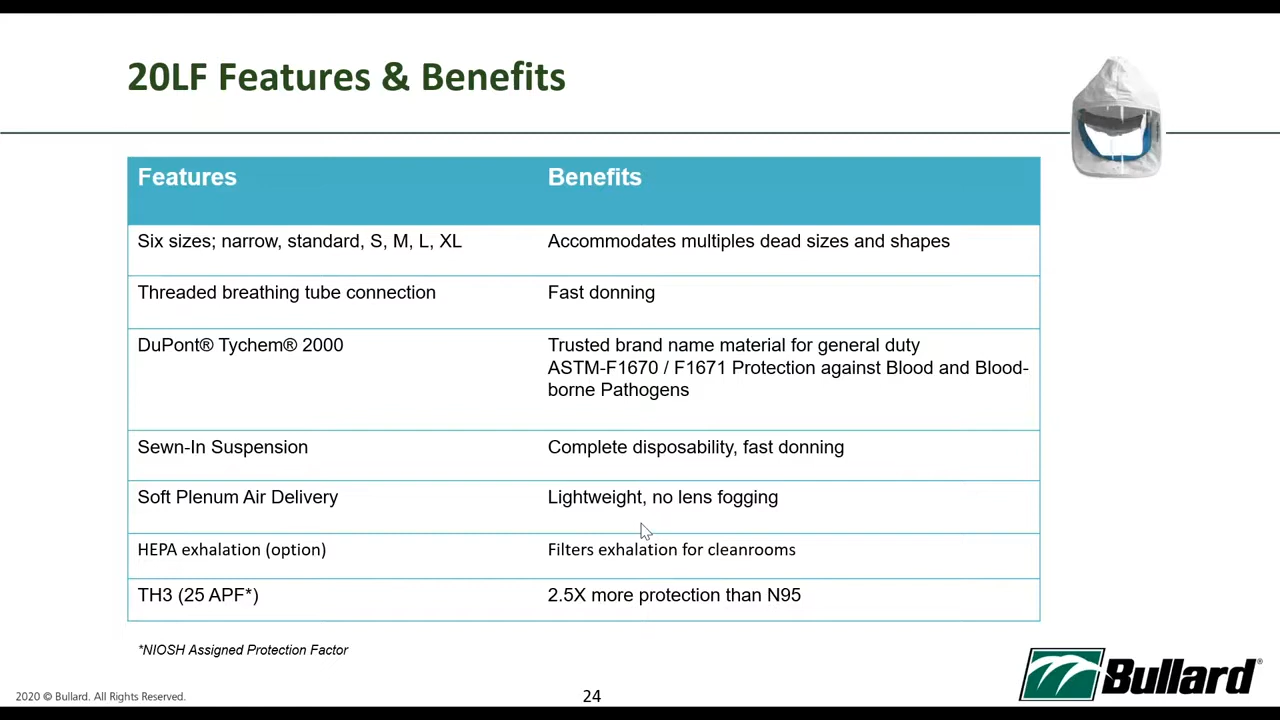 20LF Features & Benefits
Features Benefits
Six sizes; narrow, standard, S, M, L, XL Accommodates multiples dead sizes and shapes
Threaded breathing tube connection Fast donning
DuPont® Tychem® 2000 Trusted brand name material for general duty
ASTM-F1670 / F1671 Protection against Blood and Blood-
borne Pathogens
Sewn-In Suspension Complete disposability, fast donning
Soft Plenum Air Delivery Lightweight, no lens fogging
HEPA exhalation (option) Filters exhalation for cleanrooms
TH3 (25 APF*) 2.5X more protection than N95
*NIOSH Assigned Protection Factor
Bullard®
2020 © Bullard. All Rights Reserved. 24